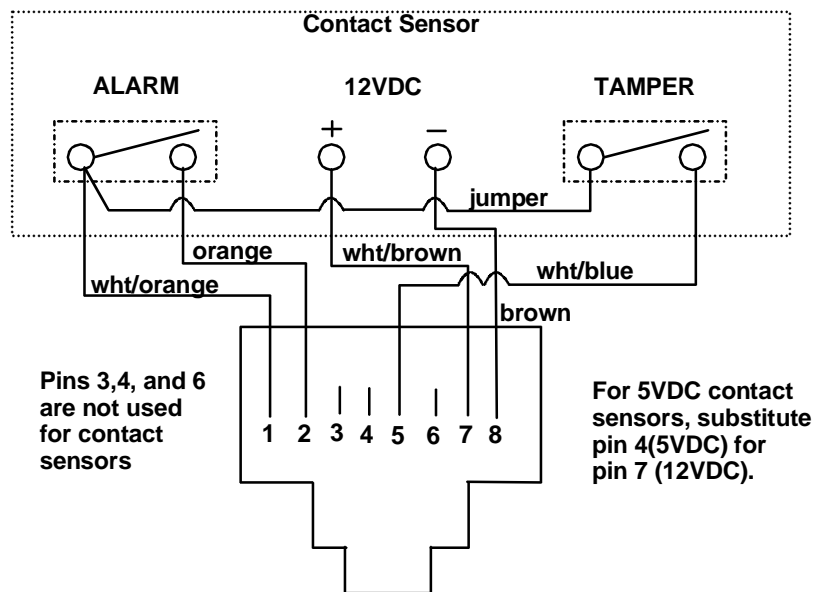 Contact Sensor
ALARM
12VDC
TAMPER
+
−
jumper
orange
wht/brown
wht/blue
wht/orange
brown
Pins 3,4, and 6
are not used
for contact
sensors
1 2 3 4 5 6 7 8
For 5VDC contact
sensors, substitute
pin 4(5VDC) for
pin 7 (12VDC).